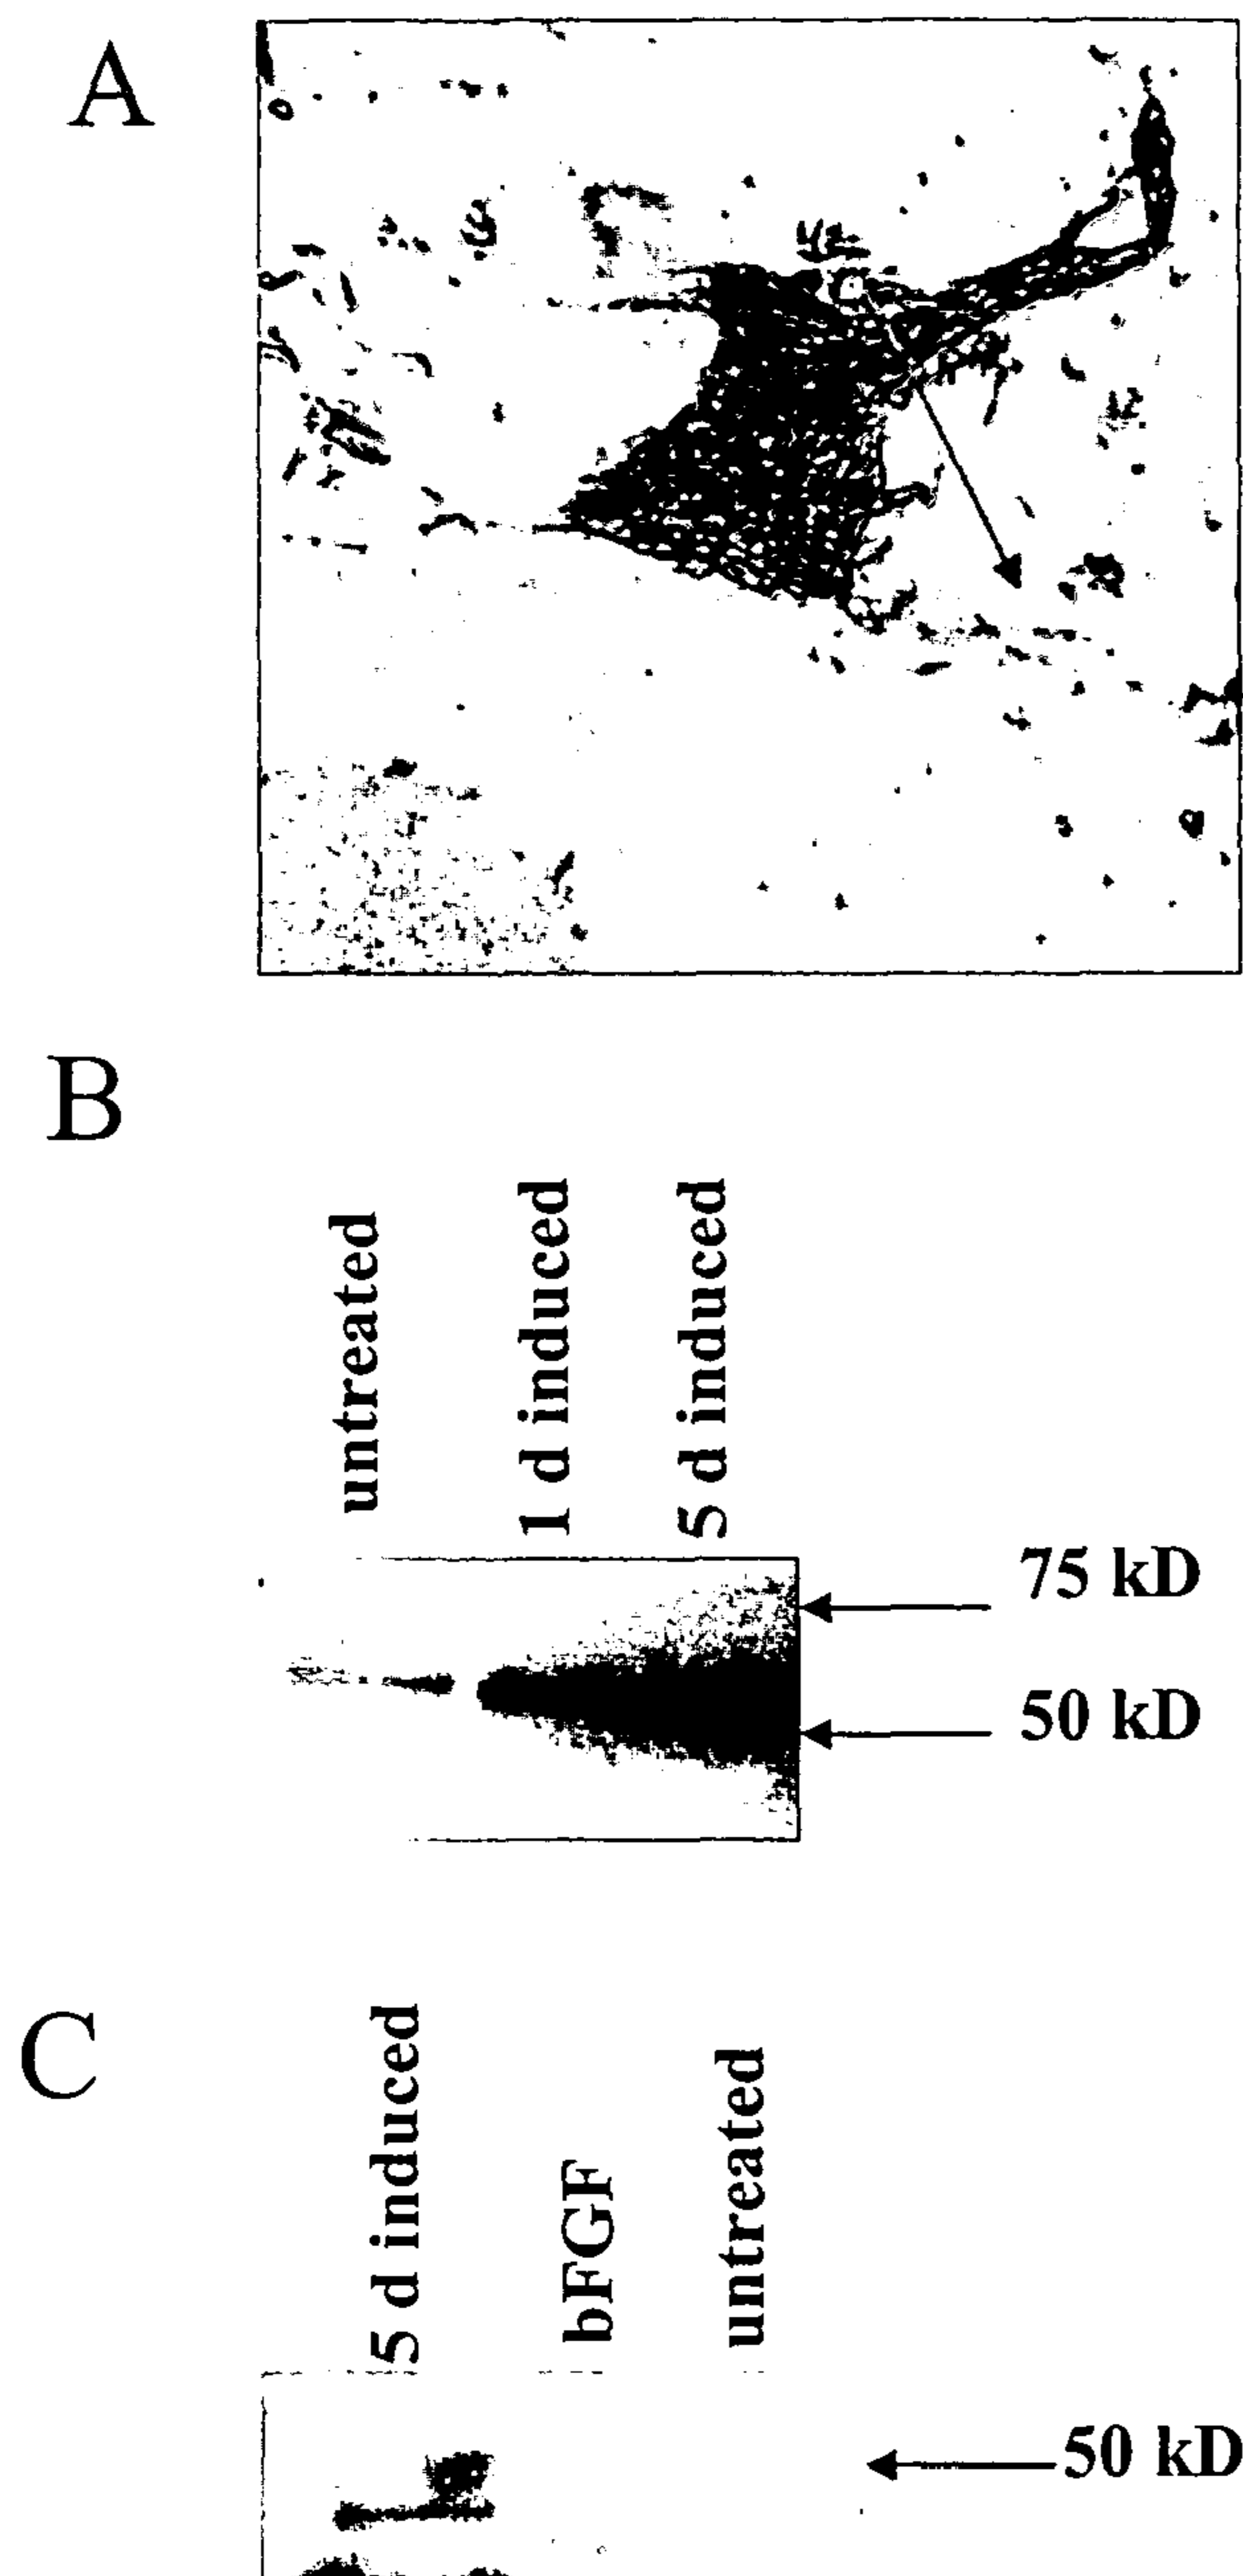 A
B
untreated
1 d induced
5 d induced
75 kD
50 kD
C
5 d induced
bFGF
untreated
50 kD